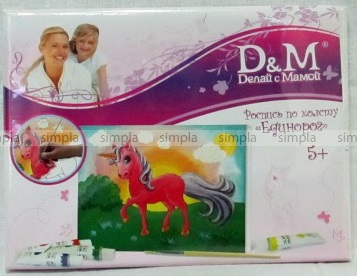 D&M®
Делай с Мамой
Роспись по холсту
«Единорог»
5+
simpla simpla simpla simpla simpla